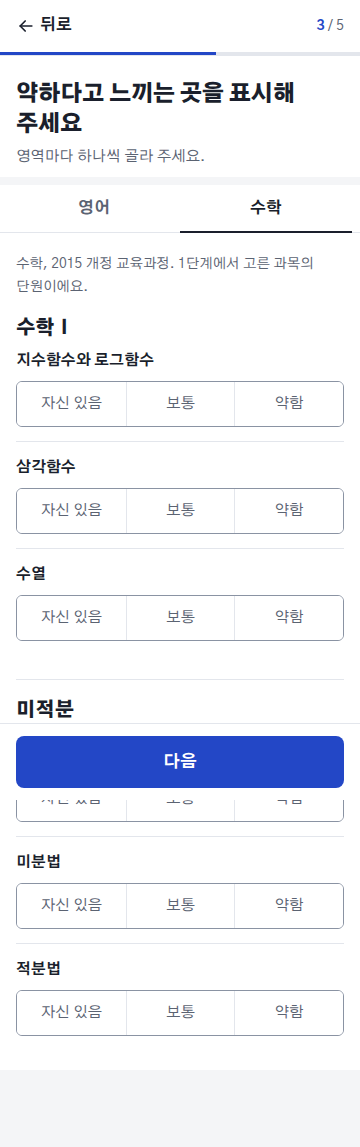 뒤로
3 / 5
약하다고 느끼는 곳을 표시해
주세요
영역마다 하나씩 골라 주세요.
영어 수학
수학, 2015 개정 교육과정. 1단계에서 고른 과목의
단원이에요.
수학 Ⅰ
지수함수와 로그함수
자신 있음 보통 약함
삼각함수
자신 있음 보통 약함
수열
자신 있음 보통 약함
미적분
다음
미분법
자신 있음 보통 약함
적분법
자신 있음 보통 약함